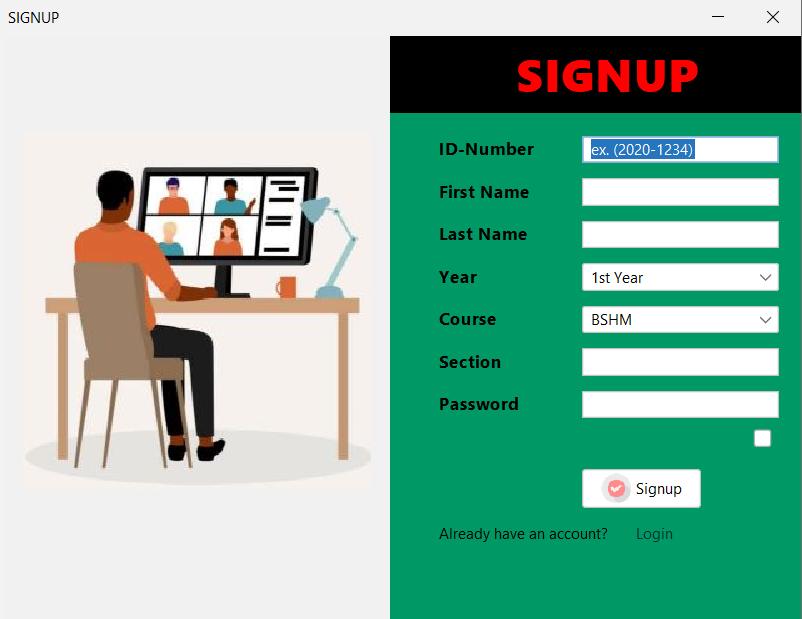 SIGNUP
SIGNUP
ID-Number ex. (2020-1234)
First Name
Last Name
Year 1st Year
Course BSHM
Section
Password
Signup
Already have an account? Login